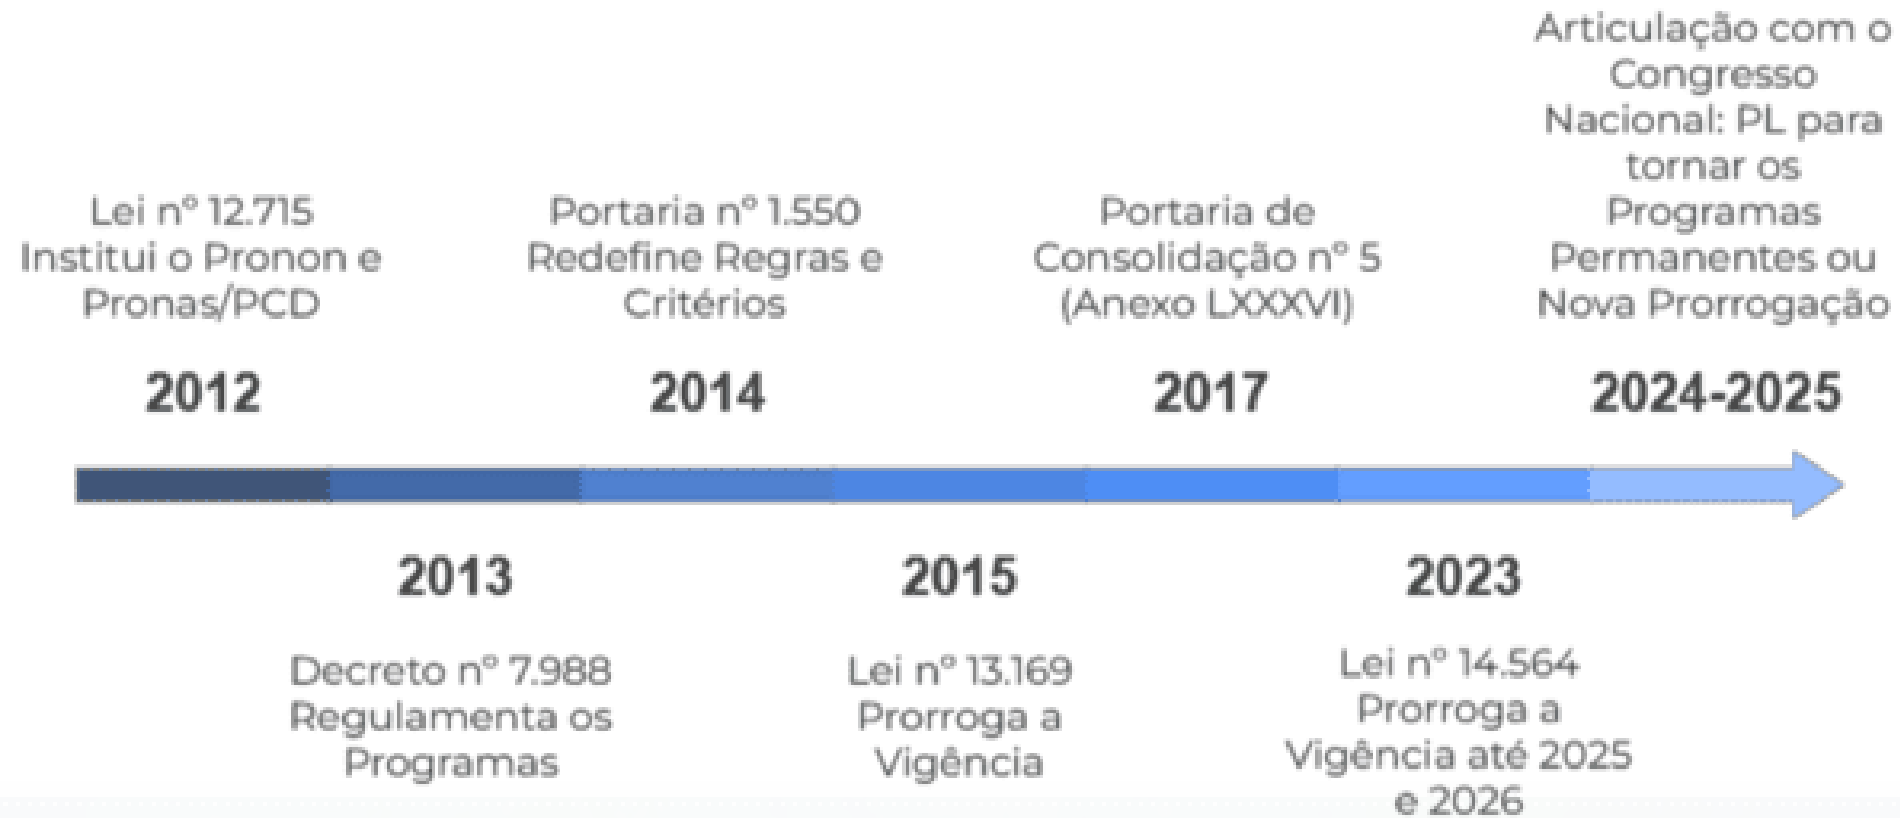 Lei nº 12.715
Institui o Pronon e
Pronas/PCD
2012
Decreto nº 7.988
Regulamenta os
Programas
2013
Portaria nº 1.550
Redefine Regras e
Critérios
2014
Lei nº 13.169
Prorroga a
Vigência
2015
Portaria de
Consolidação nº 5
(Anexo LXXXVI)
2017
Lei nº 14.564
Prorroga a
Vigência até 2025
e 2026
2023
Articulação com o
Congresso
Nacional: PL para
tornar os
Programas
Permanentes ou
Nova Prorrogação
2024-2025